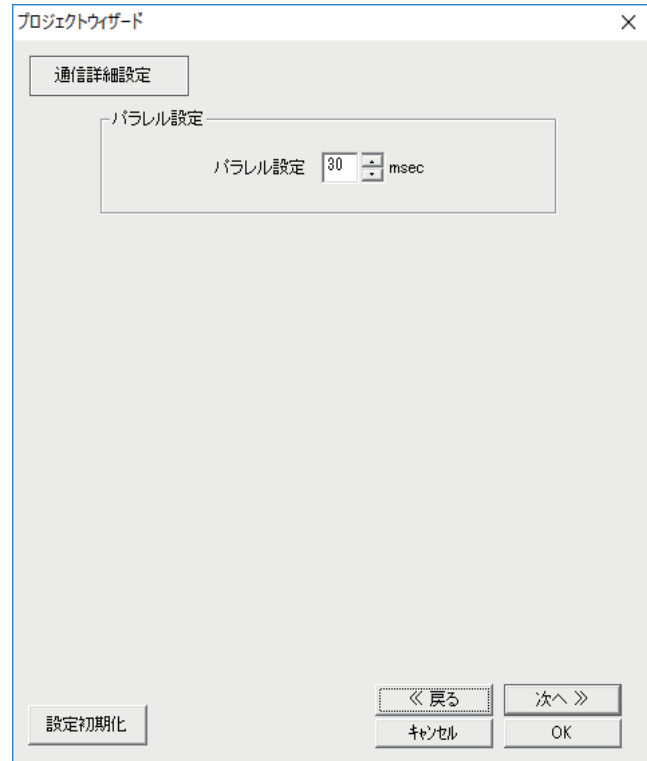 プロジェクトウィザード
通信詳細設定
パラレル設定
パラレル設定 30 msec
≪ 戻る 次へ ≫
設定初期化 キャンセル OK